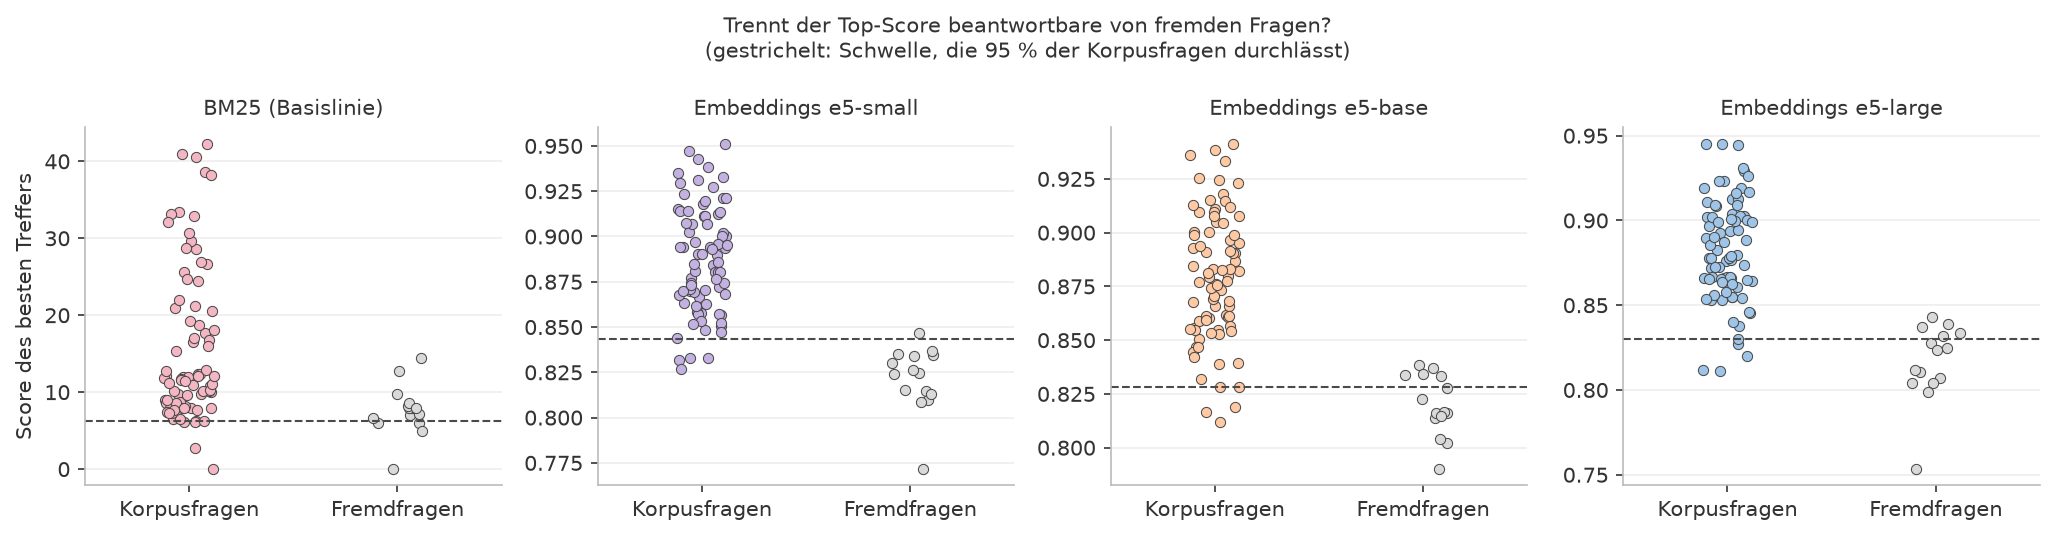 Trennt der Top-Score beantwortbare von fremden Fragen?
(gestrichelt: Schwelle, die 95 % der Korpusfragen durchlässt)
BM25 (Basislinie)
Embeddings e5-small
Embeddings e5-base
Embeddings e5-large
Score des besten Treffers
40
30
20
10
0
Korpusfragen
Fremdfragen
0.950
0.925
0.900
0.875
0.850
0.825
0.800
0.775
Korpusfragen
Fremdfragen
0.925
0.900
0.875
0.850
0.825
0.800
Korpusfragen
Fremdfragen
0.95
0.90
0.85
0.80
0.75
Korpusfragen
Fremdfragen